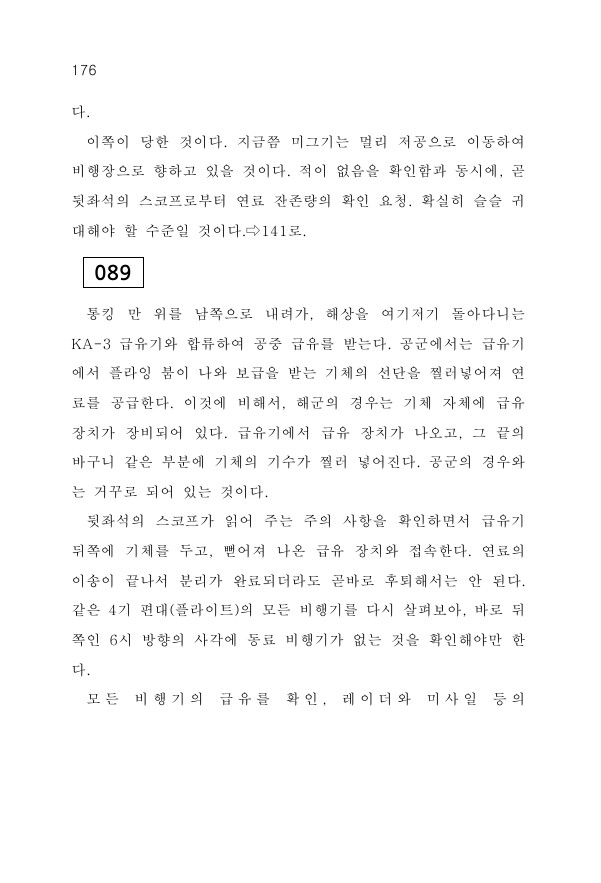 176
다.
이쪽이 당한 것이다. 지금쯤 미그기는 멀리 저공으로 이동하여
비행장으로 향하고 있을 것이다. 적이 없음을 확인함과 동시에, 곧
뒷좌석의 스코프로부터 연료 잔존량의 확인 요청. 확실히 슬슬 귀
대해야 할 수준일 것이다.⇨141로.
089
통킹 만 위를 남쪽으로 내려가, 해상을 여기저기 돌아다니는
KA-3 급유기와 합류하여 공중 급유를 받는다. 공군에서는 급유기
에서 플라잉 붐이 나와 보급을 받는 기체의 선단을 찔러넣어져 연
료를 공급한다. 이것에 비해서, 해군의 경우는 기체 자체에 급유
장치가 장비되어 있다. 급유기에서 급유 장치가 나오고, 그 끝의
바구니 같은 부분에 기체의 기수가 찔러 넣어진다. 공군의 경우와
는 거꾸로 되어 있는 것이다.
뒷좌석의 스코프가 읽어 주는 주의 사항을 확인하면서 급유기
뒤쪽에 기체를 두고, 뻗어져 나온 급유 장치와 접속한다. 연료의
이송이 끝나서 분리가 완료되더라도 곧바로 후퇴해서는 안 된다.
같은 4기 편대(플라이트)의 모든 비행기를 다시 살펴보아, 바로 뒤
쪽인 6시 방향의 사각에 동료 비행기가 없는 것을 확인해야만 한
다.
모든 비행기의 급유를 확인, 레이더와 미사일 등의